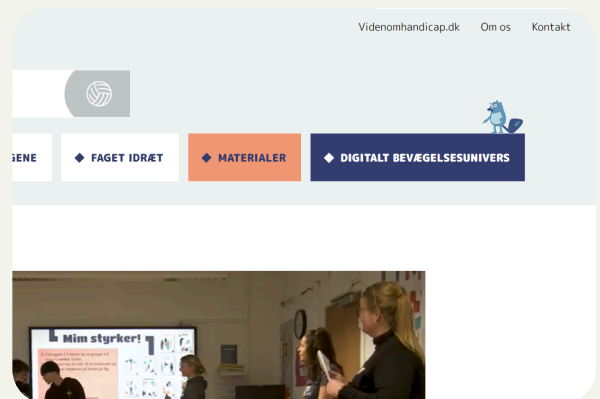 Videnomhandicap.dk Om os Kontakt
GENE FAGET IDRÆT MATERIALER DIGITALT BEVÆGELSESUNIVERS
Mim styrker!